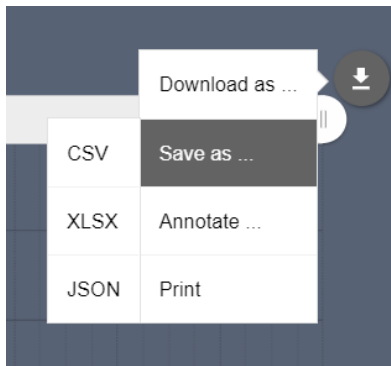 Download as ...
Save as ...
CSV
XLSX
JSON
Annotate ...
Print